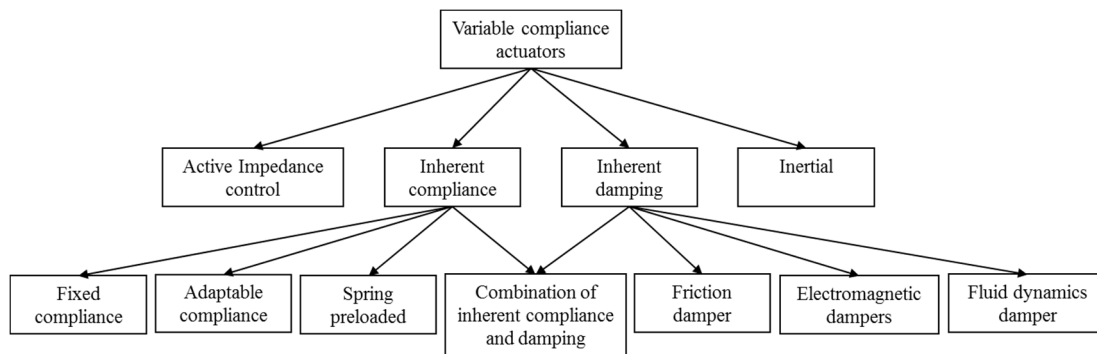 Variable compliance
actuators
Active Impedance
control
Inherent
compliance
Inherent
damping
Inertial
Fixed
compliance
Adaptable
compliance
Spring
preloaded
Combination of
inherent compliance
and damping
Friction
damper
Electromagnetic
dampers
Fluid dynamics
damper